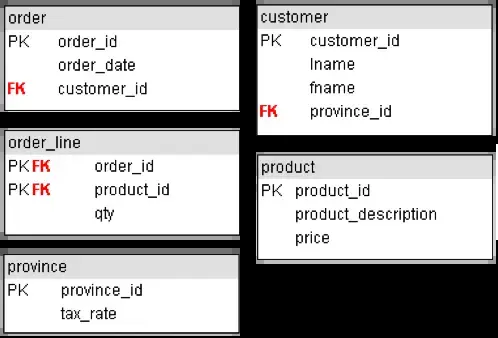 order
PK order_id
order_date
FK customer_id
customer
PK customer_id
lname
fname
FK province_id
order_line
PK FK order_id
PK FK product_id
qty
product
PK product_id
product_description
price
province
PK province_id
tax_rate